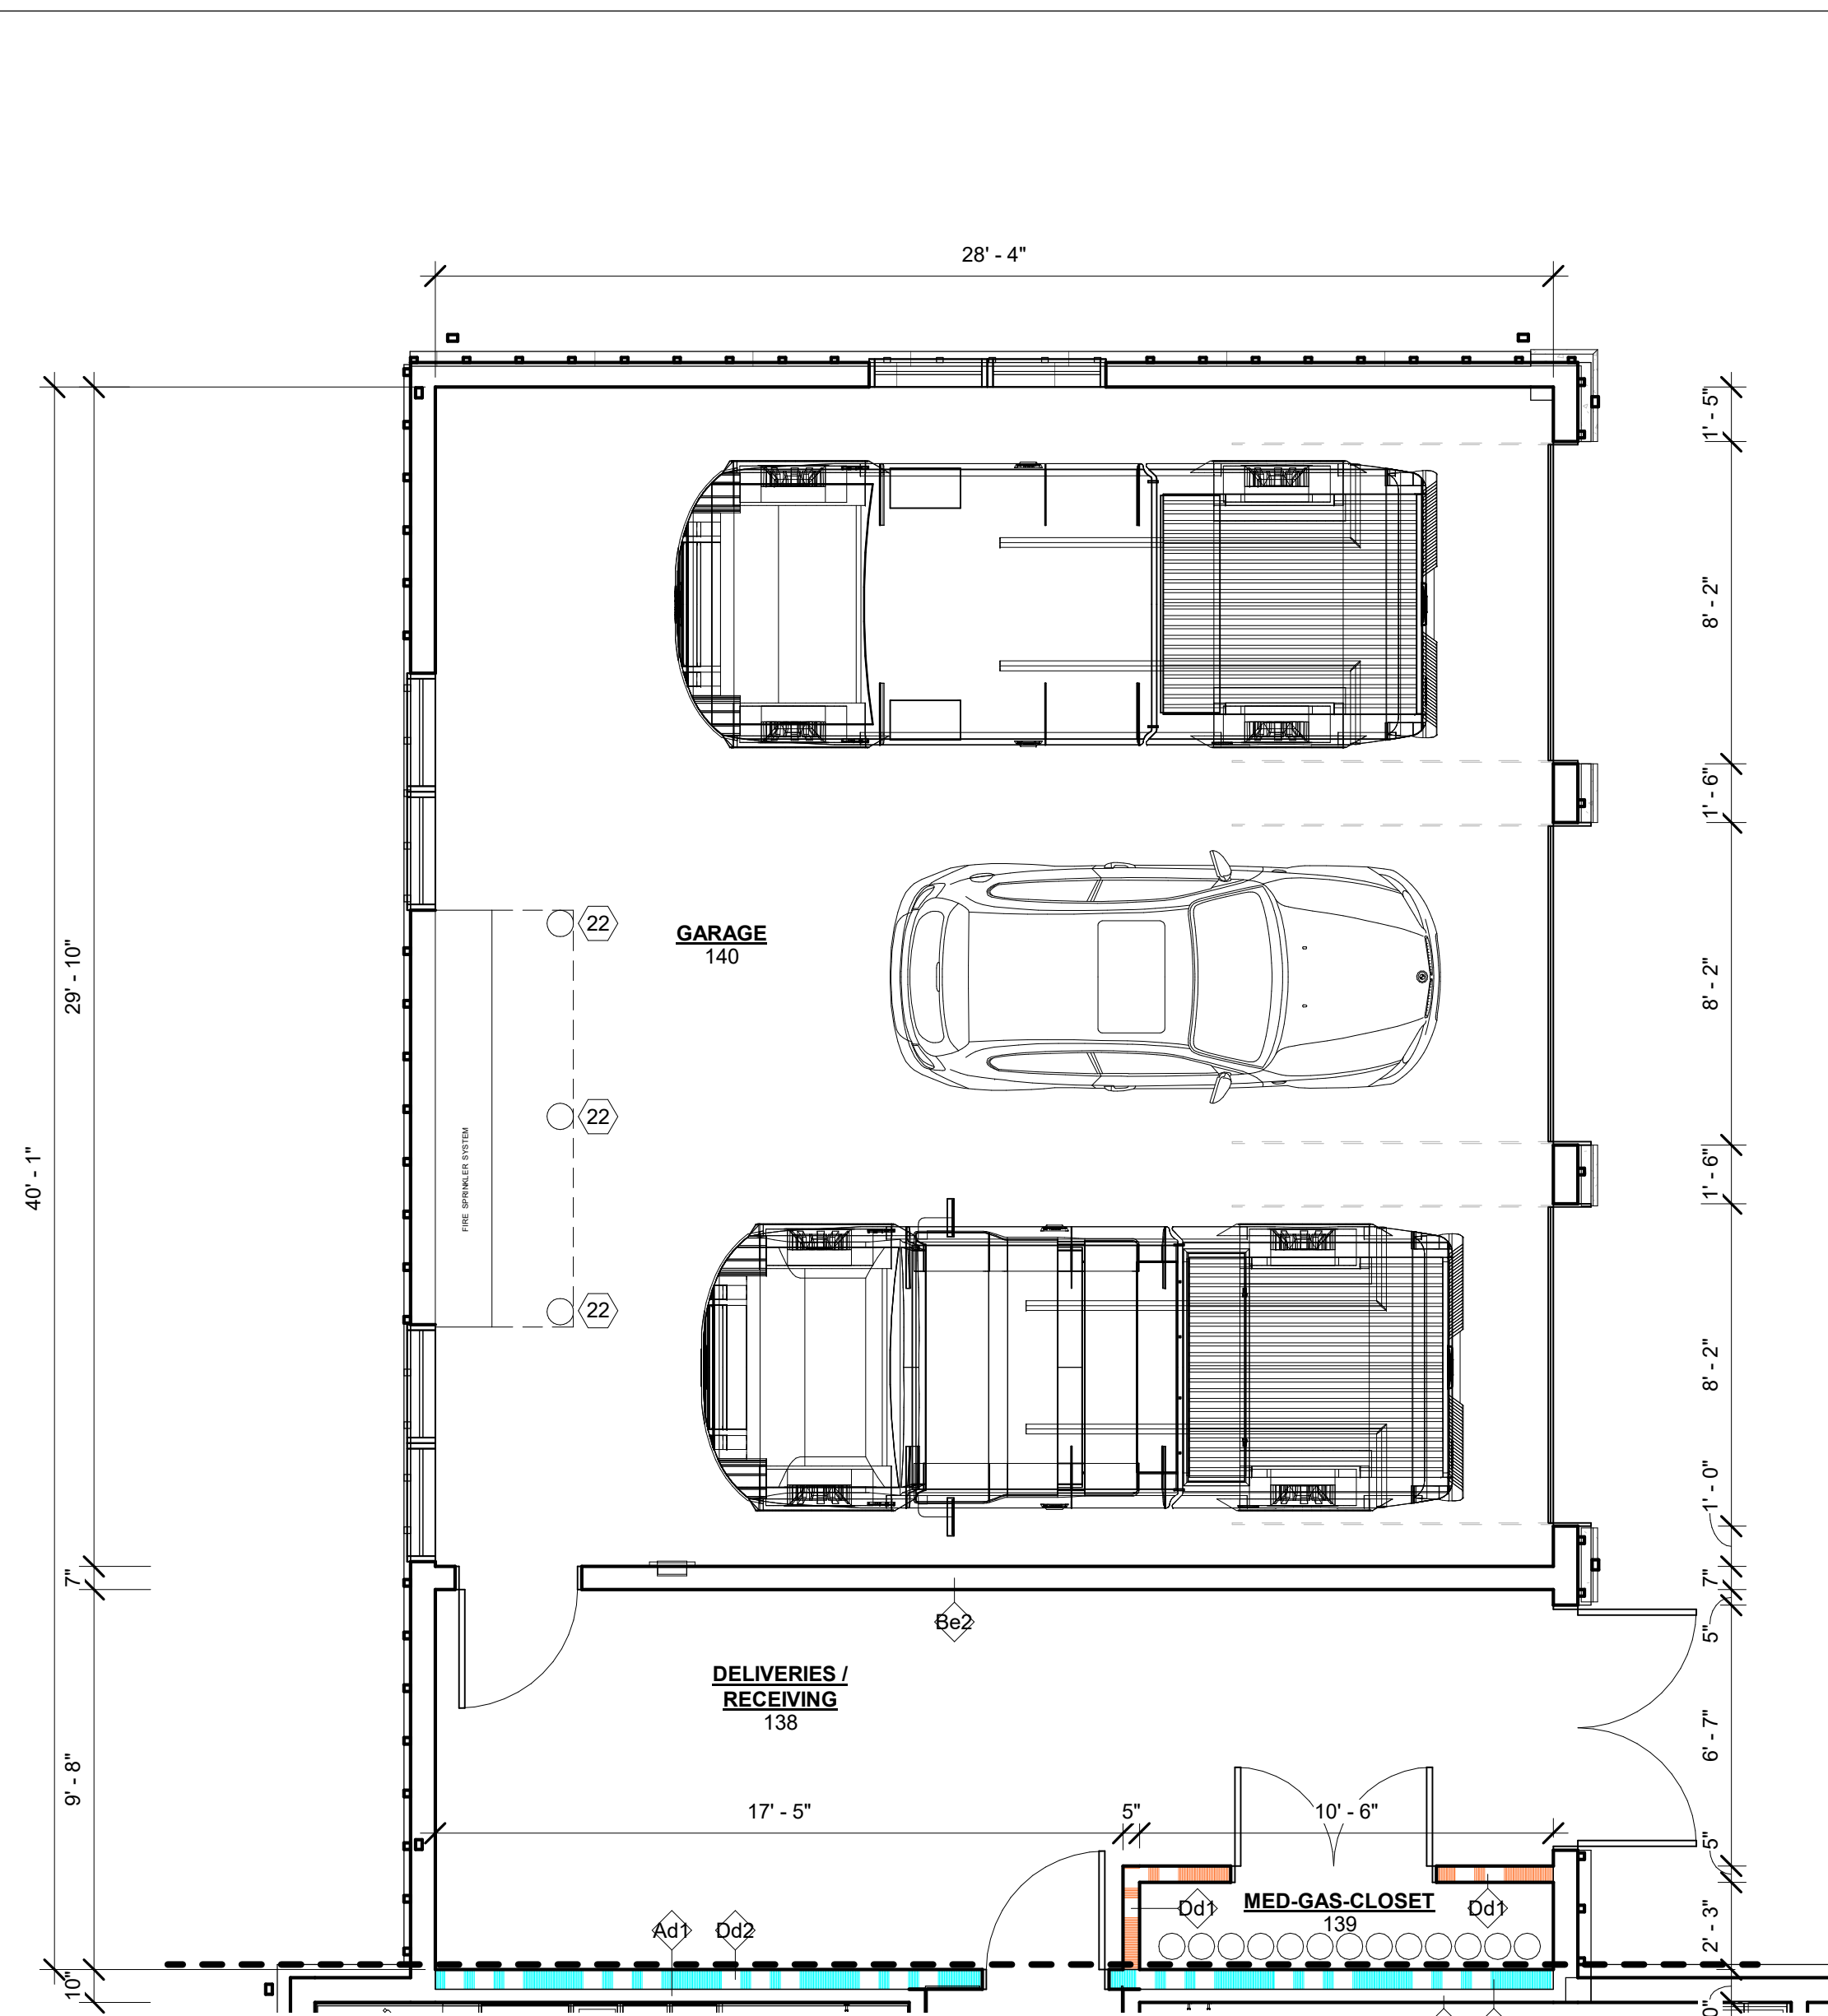 28' - 4"
1' - 5"
8' - 2"
1' - 6"
22
GARAGE
140
29' - 10"
8' - 2"
22
40' - 1"
FIRE SPRINKLER SYSTEM
1' - 6"
22
8' - 2"
1' - 0"
7"
7"
Be2
5"
DELIVERIES /
RECEIVING
138
6' - 7"
9' - 8"
17' - 5"
5"
10' - 6"
5"
MED-GAS-CLOSET
139
Dd1
Dd1
Ad1
Dd2
2' - 3"
10"